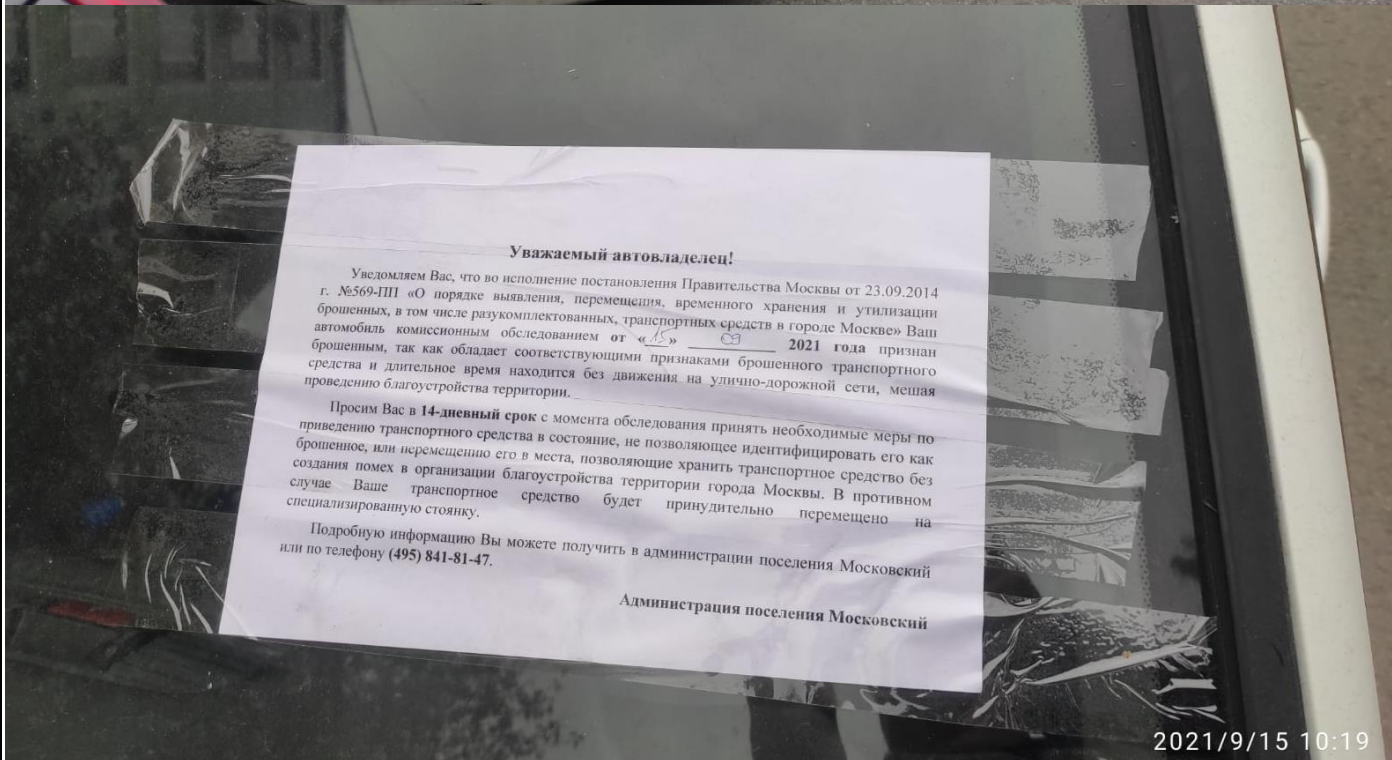 Уважаемый автовладелец!
Уведомляем Вас, что во исполнение постановления Правительства Москвы от 23.09.2014
г. №569-ПП «О порядке выявления, перемещения, временного хранения и утилизации
брошенных, в том числе разукомплектованных, транспортных средств в городе Москве» Ваш
автомобиль комиссионным обследованием от «15» 09 2021 года признан
брошенным, так как обладает соответствующими признаками брошенного транспортного
средства и длительное время находится без движения на улично-дорожной сети, мешая
проведению благоустройства территории.
Просим Вас в 14-дневный срок с момента обследования принять необходимые меры по
приведению транспортного средства в состояние, не позволяющее идентифицировать его как
брошенное, или перемещению его в места, позволяющие хранить транспортное средство без
создания помех в организации благоустройства территории города Москвы. В противном
случае Ваше транспортное средство будет принудительно перемещено на
специализированную стоянку.
Подробную информацию Вы можете получить в администрации поселения Московский
или по телефону (495) 841-81-47.
Администрация поселения Московский
2021/9/15 10:19